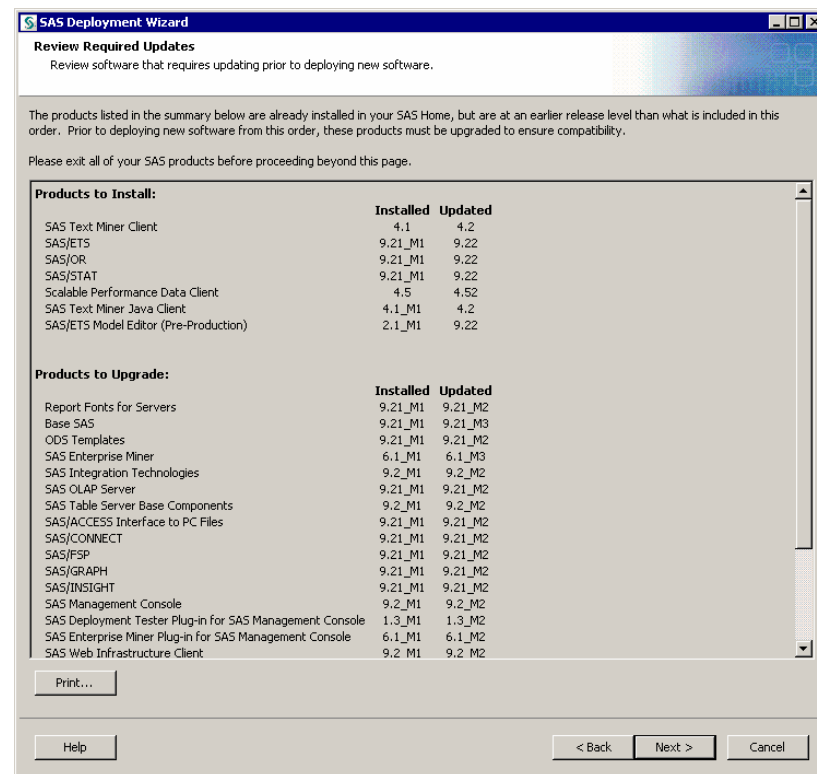 SAS Deployment Wizard
Review Required Updates
Review software that requires updating prior to deploying new software.
The products listed in the summary below are already installed in your SAS Home, but are at an earlier release level than what is included in this
order. Prior to deploying new software from this order, these products must be upgraded to ensure compatibility.
Please exit all of your SAS products before proceeding beyond this page.
Products to Install:
Installed Updated
SAS Text Miner Client 4.1 4.2
SAS/ETS 9.21_M1 9.22
SAS/OR 9.21_M1 9.22
SAS/STAT 9.21_M1 9.22
Scalable Performance Data Client 4.5 4.52
SAS Text Miner Java Client 4.1_M1 4.2
SAS/ETS Model Editor (Pre-Production) 2.1_M1 9.22
Products to Upgrade:
Installed Updated
Report Fonts for Servers 9.21_M1 9.21_M2
Base SAS 9.21_M1 9.21_M3
ODS Templates 9.21_M1 9.21_M2
SAS Enterprise Miner 6.1_M1 6.1_M3
SAS Integration Technologies 9.2_M1 9.2_M2
SAS OLAP Server 9.21_M1 9.21_M2
SAS Table Server Base Components 9.2_M1 9.2_M2
SAS/ACCESS Interface to PC Files 9.21_M1 9.21_M2
SAS/CONNECT 9.21_M1 9.21_M2
SAS/FSP 9.21_M1 9.21_M2
SAS/GRAPH 9.21_M1 9.21_M2
SAS/INSIGHT 9.21_M1 9.21_M2
SAS Management Console 9.2_M1 9.2_M2
SAS Deployment Tester Plug-in for SAS Management Console 1.3_M1 1.3_M2
SAS Enterprise Miner Plug-in for SAS Management Console 6.1_M1 6.1_M2
SAS Web Infrastructure Client 9.2_M1 9.2_M2
Print...
Help
< Back
Next >
Cancel